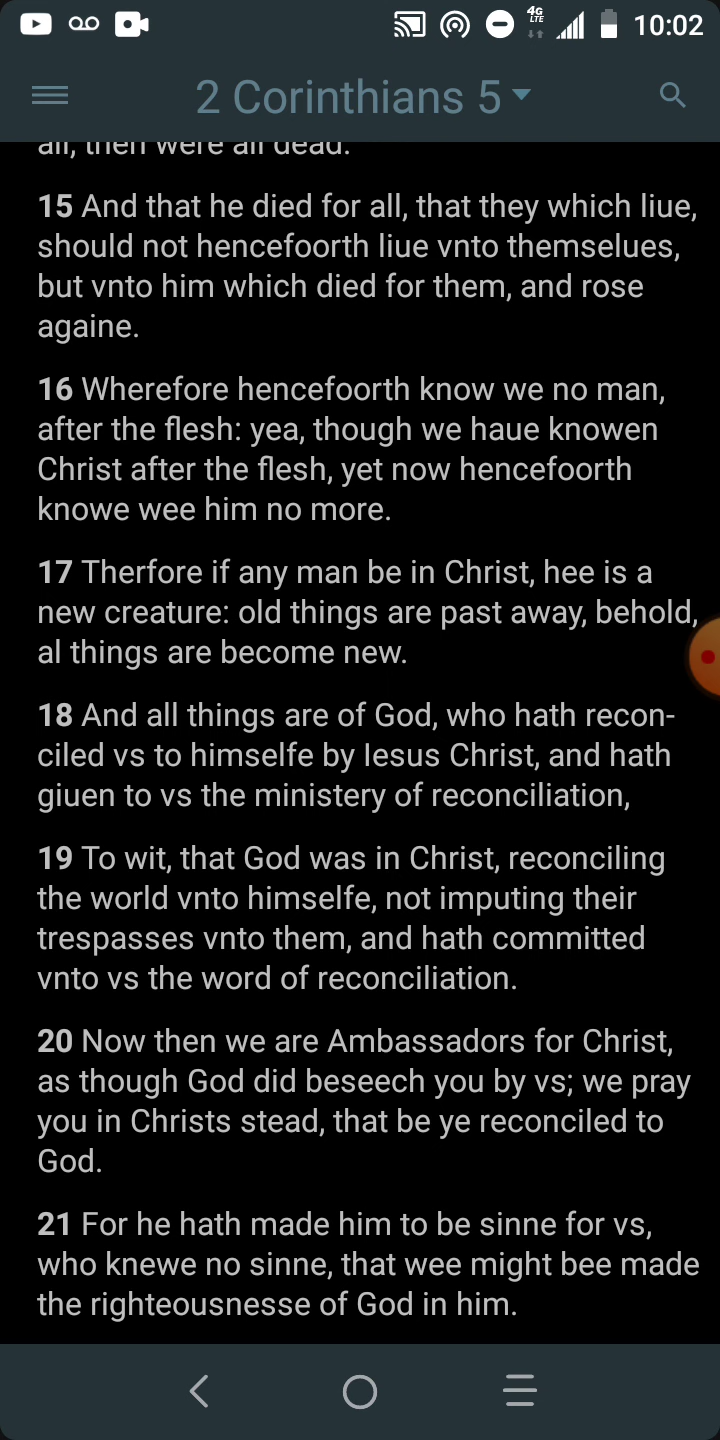 4G
LTE
10:02
2 Corinthians 5
all, then were all dead.
15 And that he died for all, that they which liue,
should not hencefoorth liue vnto themselues,
but vnto him which died for them, and rose
againe.
16 Wherefore hencefoorth know we no man,
after the flesh: yea, though we haue knowen
Christ after the flesh, yet now hencefoorth
knowe wee him no more.
17 Therfore if any man be in Christ, hee is a
new creature: old things are past away, behold,
al things are become new.
18 And all things are of God, who hath recon-
ciled vs to himselfe by Iesus Christ, and hath
giuen to vs the ministery of reconciliation,
19 To wit, that God was in Christ, reconciling
the world vnto himselfe, not imputing their
trespasses vnto them, and hath committed
vnto vs the word of reconciliation.
20 Now then we are Ambassadors for Christ,
as though God did beseech you by vs; we pray
you in Christs stead, that be ye reconciled to
God.
21 For he hath made him to be sinne for vs,
who knewe no sinne, that wee might bee made
the righteousnesse of God in him.